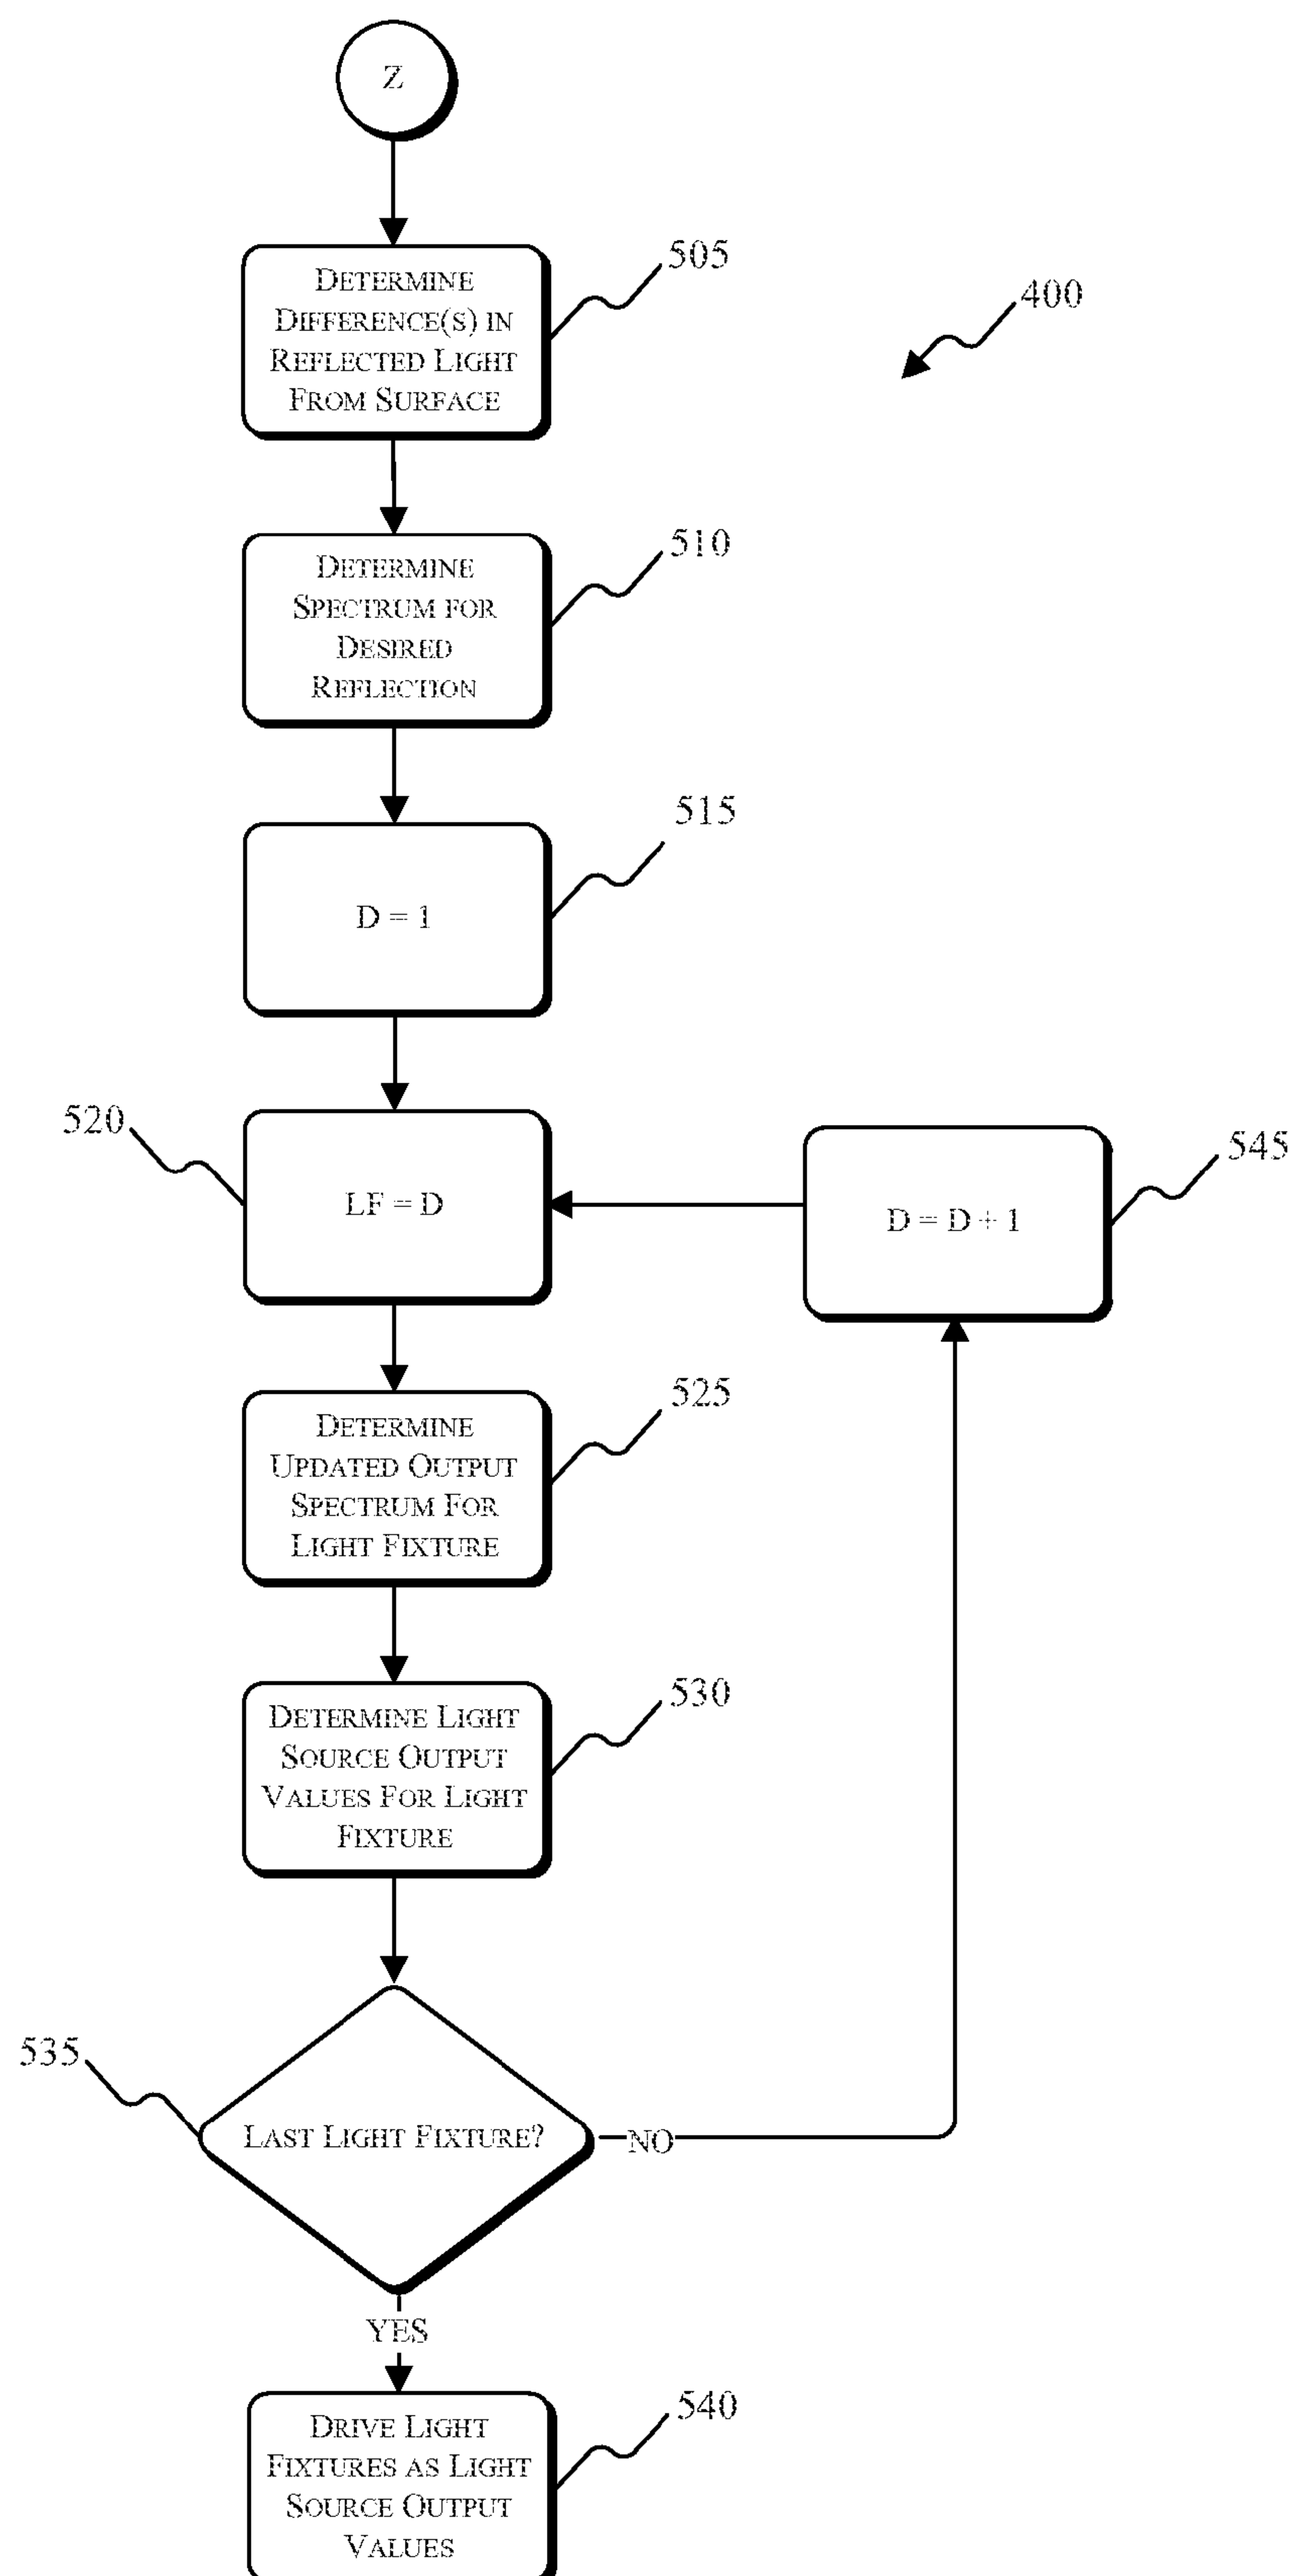 Z
DETERMINE
DIFFERENCE(S) IN
REFLECTED LIGHT
FROM SURFACE
505
400
DETERMINE
SPECTRUM FOR
DESIRED
REFLECTION
510
D = 1
515
520
LF = D
D = D + 1
545
DETERMINE
UPDATED OUTPUT
SPECTRUM FOR
LIGHT FIXTURE
525
DETERMINE LIGHT
SOURCE OUTPUT
VALUES FOR LIGHT
FIXTURE
530
535
LAST LIGHT FIXTURE?
NO
YES
DRIVE LIGHT
FIXTURES AS LIGHT
SOURCE OUTPUT
VALUES
540